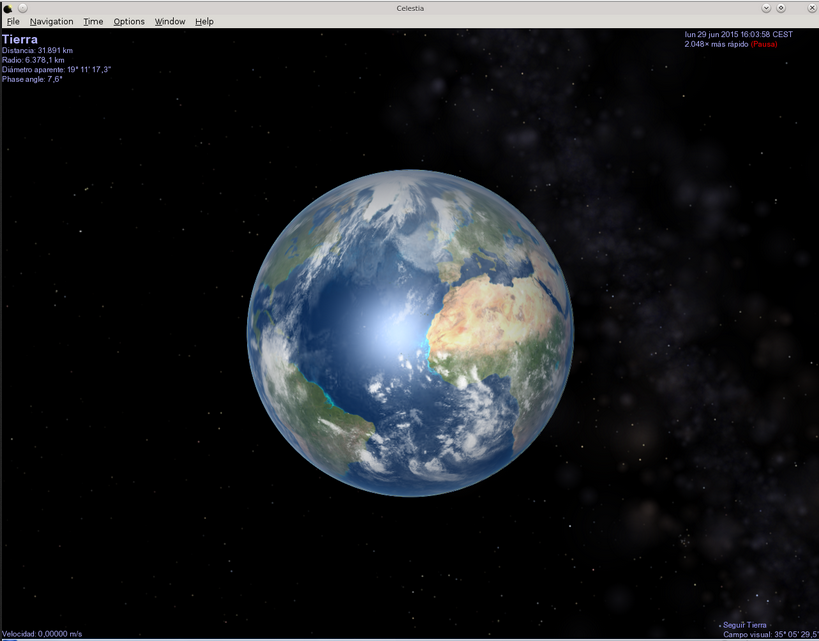 Celestia
File Navigation Time Options Window Help
Tierra
Distancia: 31.891 km
Radio: 6.378,1 km
Diámetro aparente: 19° 11' 17,3"
Phase angle: 7,6°
lun 29 jun 2015 16:03:58 CEST
2.048× más rápido (Pausa)
Velocidad: 0,00000 m/s
Seguir Tierra
Campo visual: 35° 05' 29,5